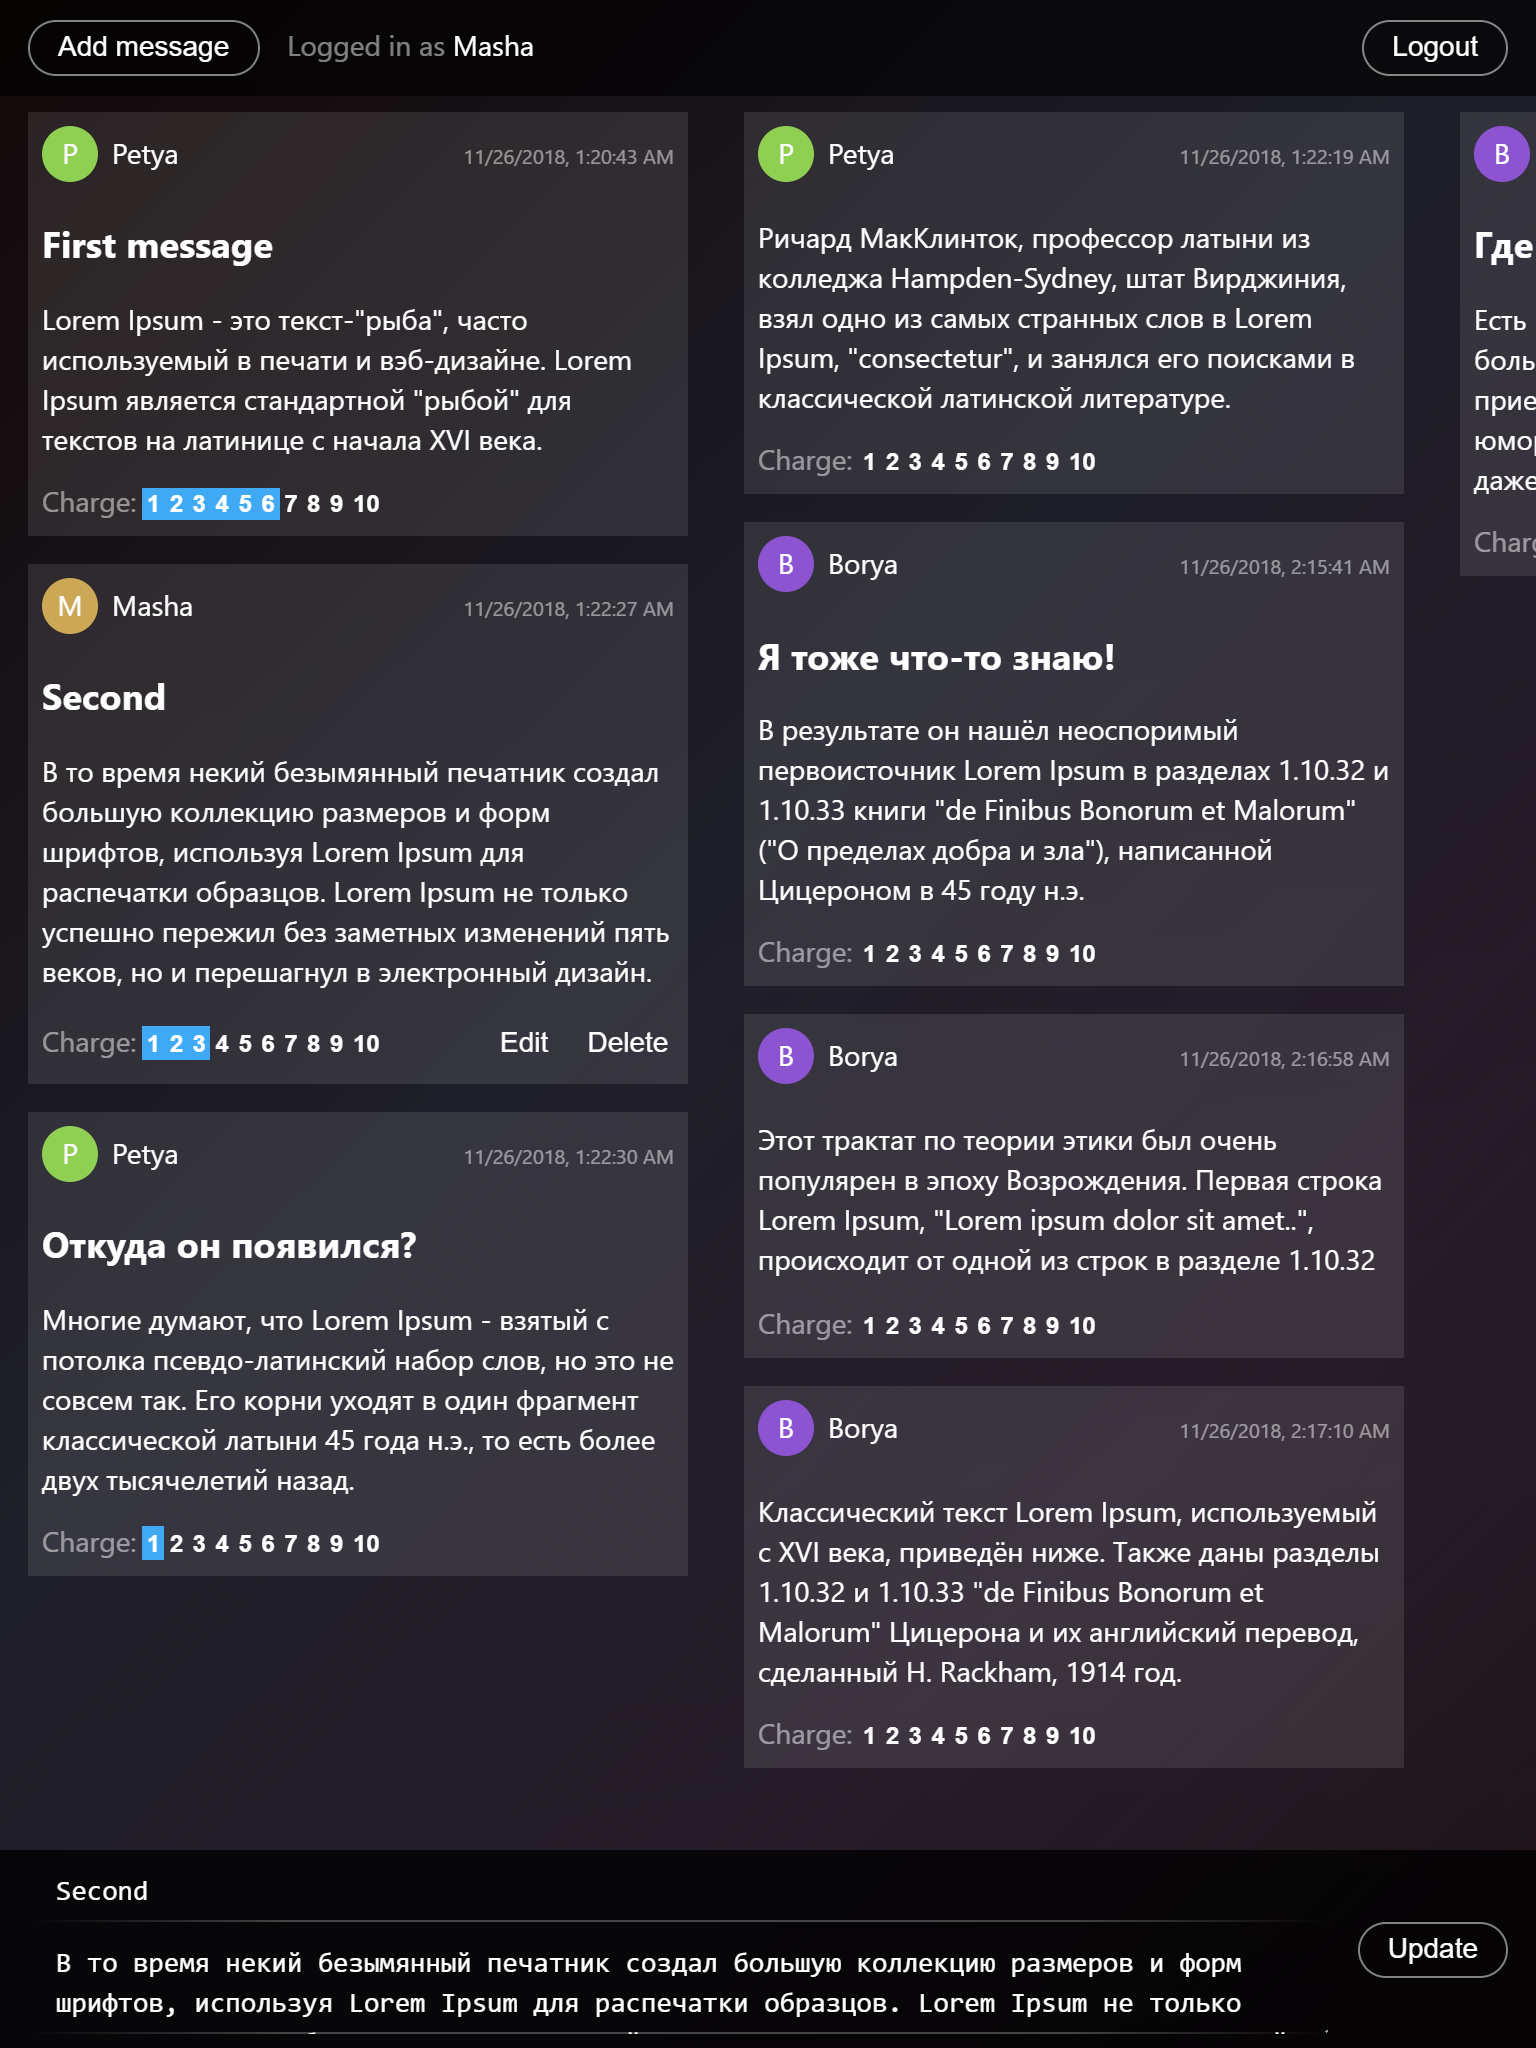 Add message
Logged in as Masha
Logout
P
Petya
11/26/2018, 1:20:43 AM
First message
Lorem Ipsum - это текст-"рыба", часто
используемый в печати и вэб-дизайне. Lorem
Ipsum является стандартной "рыбой" для
текстов на латинице с начала XVI века.
Charge: 1 2 3 4 5 6 7 8 9 10
M
Masha
11/26/2018, 1:22:27 AM
Second
В то время некий безымянный печатник создал
большую коллекцию размеров и форм
шрифтов, используя Lorem Ipsum для
распечатки образцов. Lorem Ipsum не только
успешно пережил без заметных изменений пять
веков, но и перешагнул в электронный дизайн.
Charge: 1 2 3 4 5 6 7 8 9 10
Edit
Delete
P
Petya
11/26/2018, 1:22:30 AM
Откуда он появился?
Многие думают, что Lorem Ipsum - взятый с
потолка псевдо-латинский набор слов, но это не
совсем так. Его корни уходят в один фрагмент
классической латыни 45 года н.э., то есть более
двух тысячелетий назад.
Charge: 1 2 3 4 5 6 7 8 9 10
P
Petya
11/26/2018, 1:22:19 AM
Ричард МакКлинток, профессор латыни из
колледжа Hampden-Sydney, штат Вирджиния,
взял одно из самых странных слов в Lorem
Ipsum, "consectetur", и занялся его поисками в
классической латинской литературе.
Charge: 1 2 3 4 5 6 7 8 9 10
B
Borya
11/26/2018, 2:15:41 AM
Я тоже что-то знаю!
В результате он нашёл неоспоримый
первоисточник Lorem Ipsum в разделах 1.10.32 и
1.10.33 книги "de Finibus Bonorum et Malorum"
("О пределах добра и зла"), написанной
Цицероном в 45 году н.э.
Charge: 1 2 3 4 5 6 7 8 9 10
B
Borya
11/26/2018, 2:16:58 AM
Этот трактат по теории этики был очень
популярен в эпоху Возрождения. Первая строка
Lorem Ipsum, "Lorem ipsum dolor sit amet..",
происходит от одной из строк в разделе 1.10.32
Charge: 1 2 3 4 5 6 7 8 9 10
B
Borya
11/26/2018, 2:17:10 AM
Классический текст Lorem Ipsum, используемый
с XVI века, приведён ниже. Также даны разделы
1.10.32 и 1.10.33 "de Finibus Bonorum et
Malorum" Цицерона и их английский перевод,
сделанный H. Rackham, 1914 год.
Charge: 1 2 3 4 5 6 7 8 9 10
B
Где
Есть
боль
прие
юмо
даже
Char
Second
В то время некий безымянный печатник создал большую коллекцию размеров и форм
шрифтов, используя Lorem Ipsum для распечатки образцов. Lorem Ipsum не только
Update